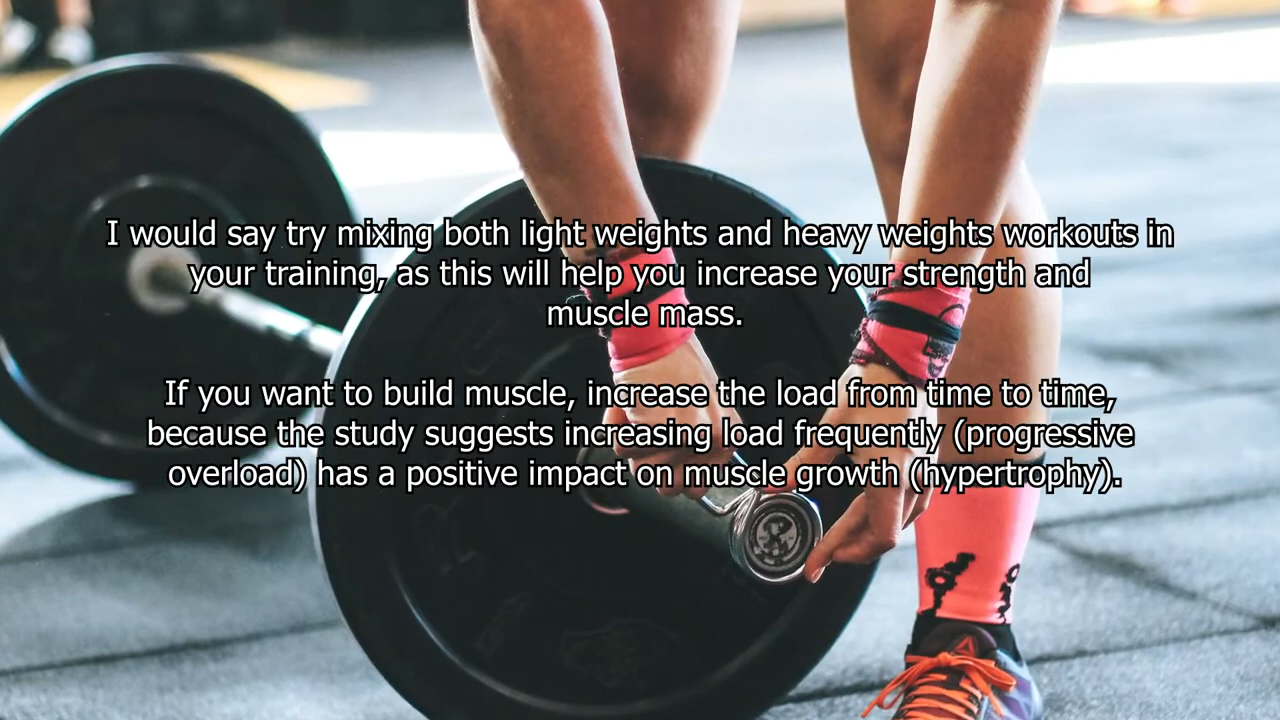 I would say try mixing both light weights and heavy weights workouts in
your training, as this will help you increase your strength and
muscle mass.
If you want to build muscle, increase the load from time to time,
because the study suggests increasing load frequently (progressive
overload) has a positive impact on muscle growth (hypertrophy).